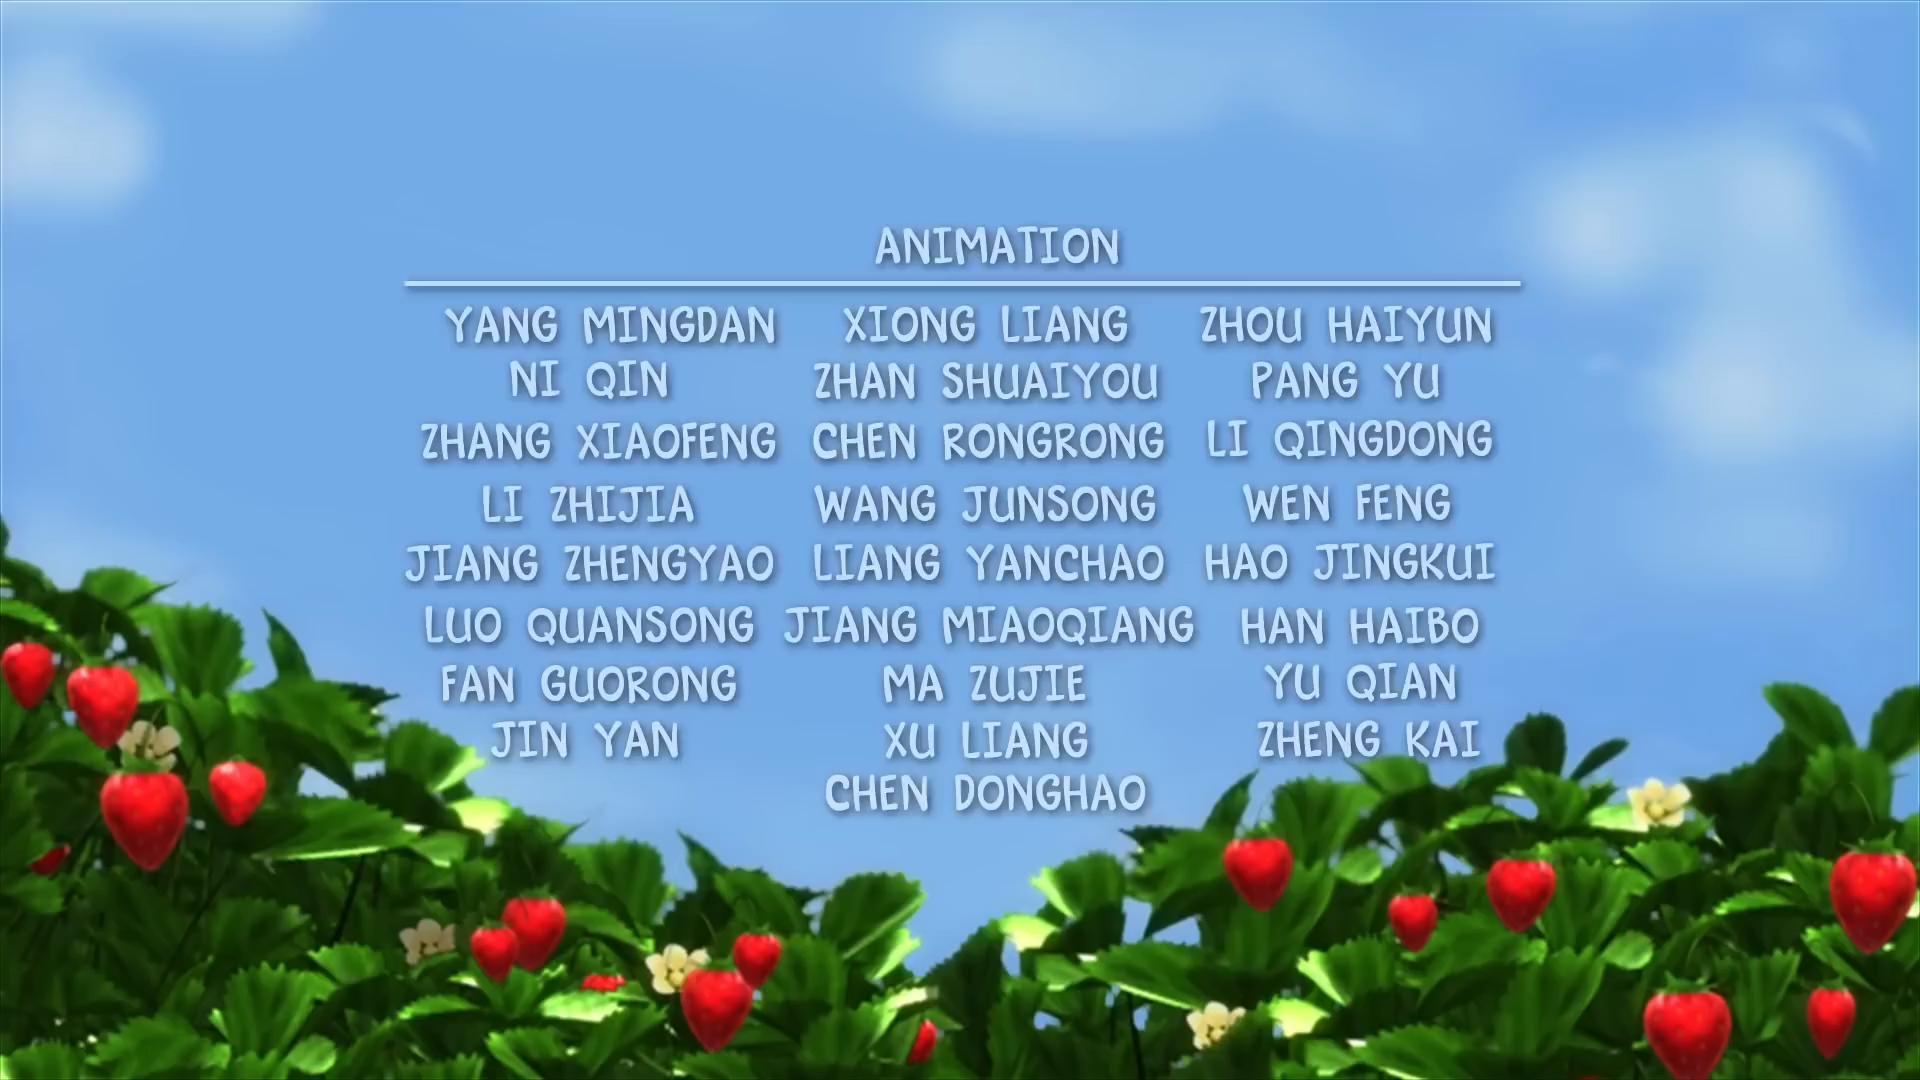 ANIMATION
YANG MINGDAN XIONG LIANG ZHOU HAIYUN
NI QIN ZHAN SHUAIYOU PANG YU
ZHANG XIAOFENG CHEN RONGRONG LI QINGDONG
LI ZHIJIA WANG JUNSONG WEN FENG
JIANG ZHENGYAO LIANG YANCHAO HAO JINGKUI
LUO QUANSONG JIANG MIAOQIANG HAN HAIBO
FAN GUORONG MA ZUJIE YU QIAN
JIN YAN XU LIANG ZHENG KAI
CHEN DONGHAO